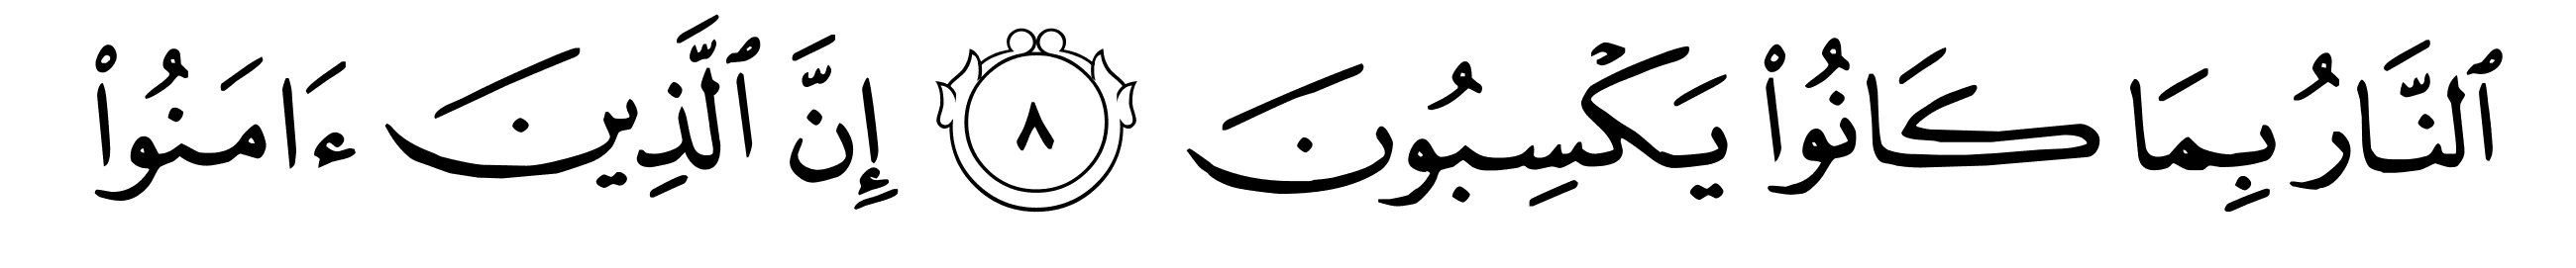 ٱلنَّارُ بِمَا كَانُوا۟ يَكْسِبُونَ ٨ إِنَّ ٱلَّذِينَ ءَامَنُوا۟